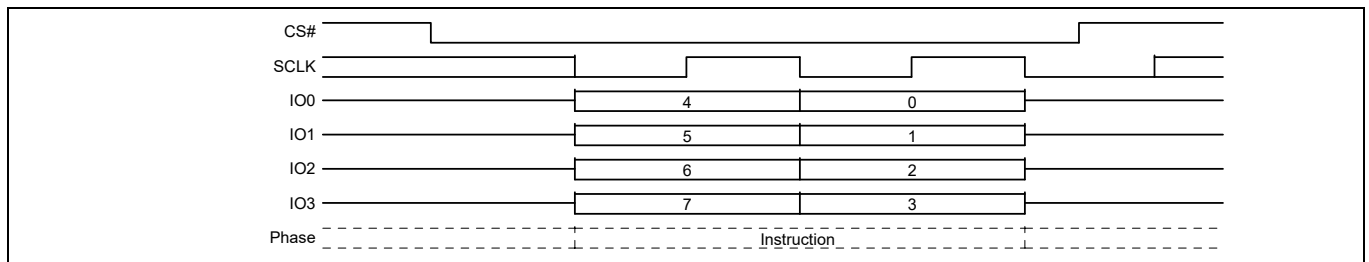 CS#
SCLK
IO0 4 0
IO1 5 1
IO2 6 2
IO3 7 3
Phase Instruction